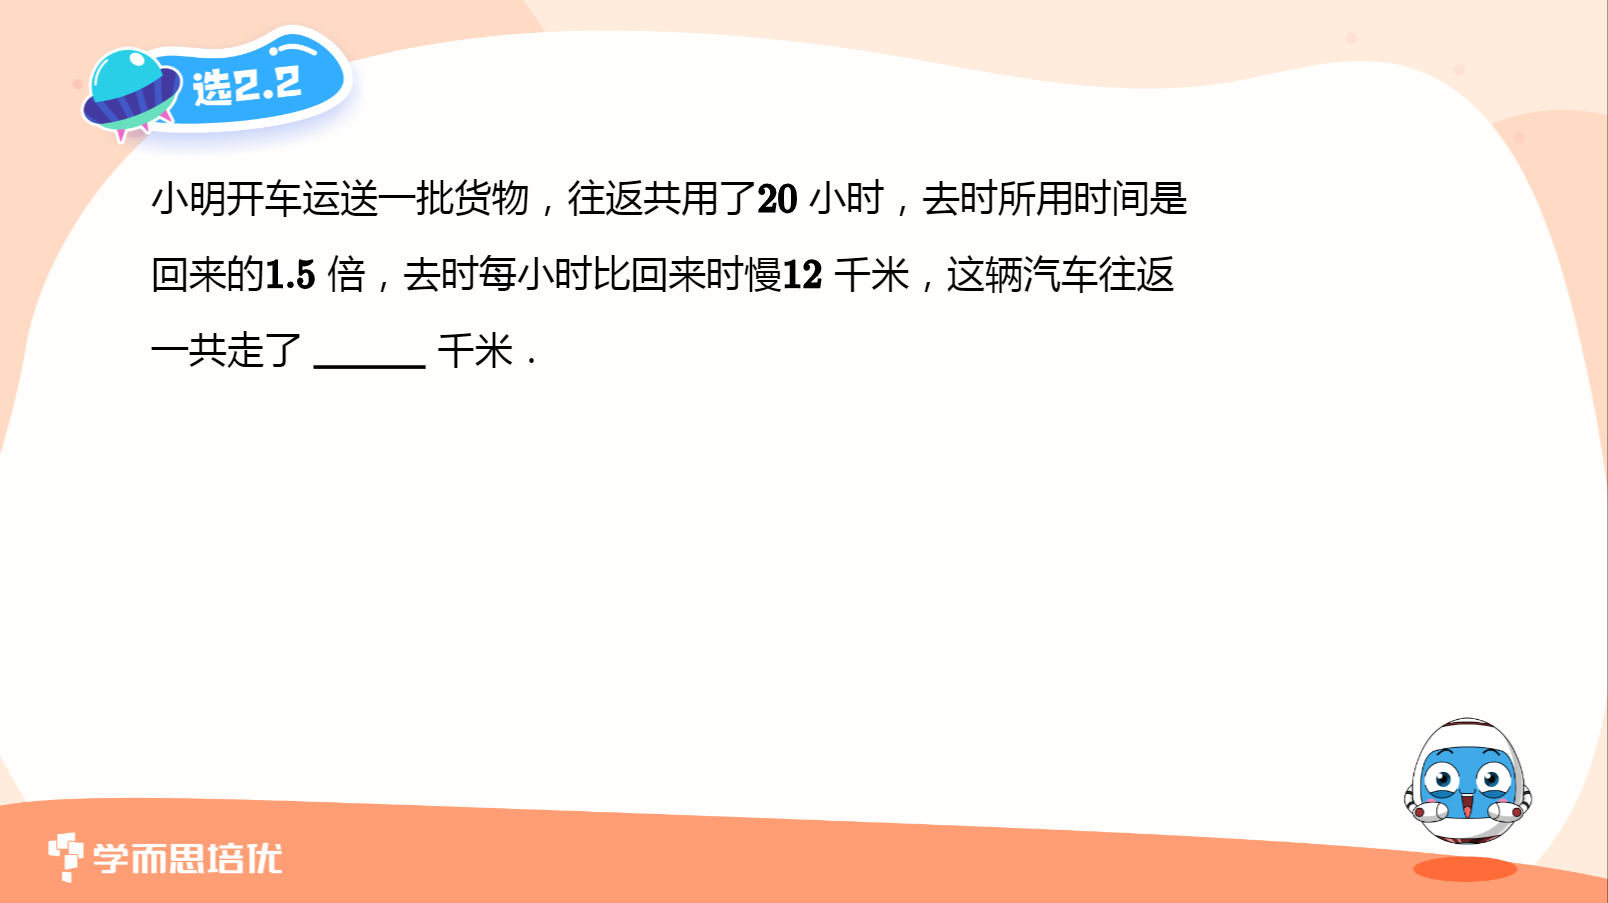 选2.2
小明开车运送一批货物，往返共用了20 小时，去时所用时间是
回来的1.5 倍，去时每小时比回来时慢12 千米，这辆汽车往返
一共走了 ______ 千米．
学而思培优